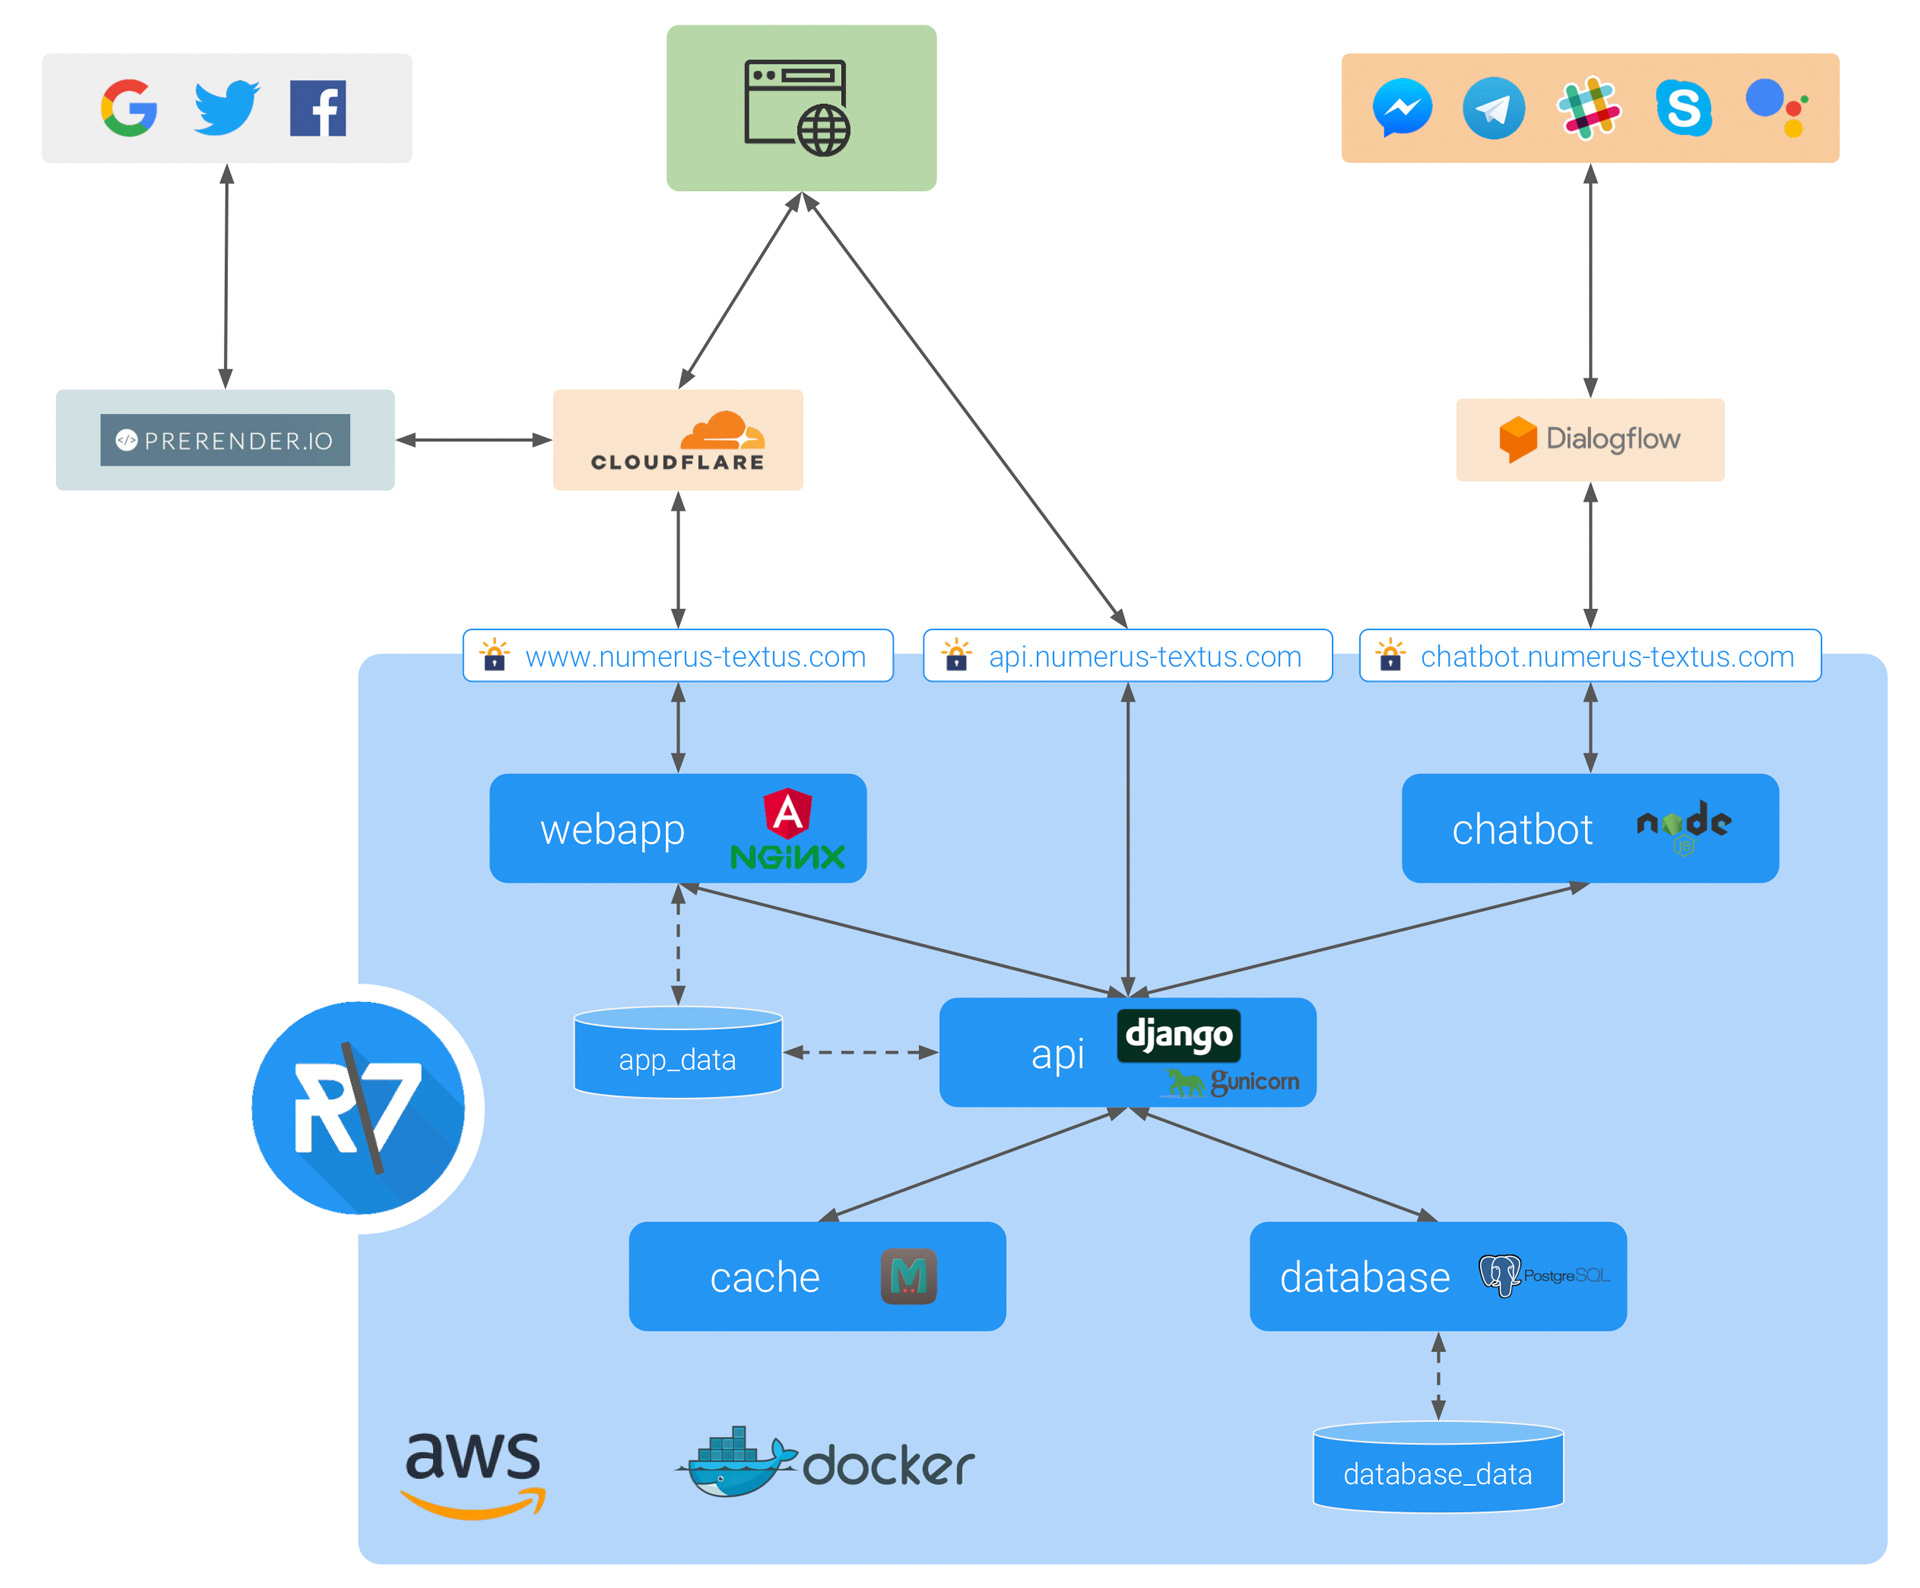 PRERENDER.IO
CLOUDFLARE
Dialogflow
www.numerus-textus.com
api.numerus-textus.com
chatbot.numerus-textus.com
webapp
NGiNX
chatbot
node
JS
app_data
api
django
gunicorn
R7
cache
database
PostgreSQL
aws
docker
database_data